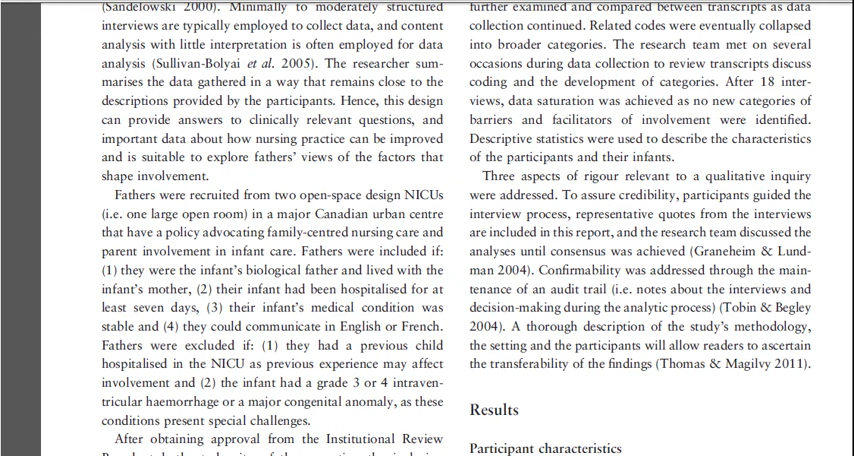 (Sandelowski 2000). Minimally to moderately structured
interviews are typically employed to collect data, and content
analysis with little interpretation is often employed for data
analysis (Sullivan-Bolyai et al. 2005). The researcher sum-
marises the data gathered in a way that remains close to the
descriptions provided by the participants. Hence, this design
can provide answers to clinically relevant questions, and
important data about how nursing practice can be improved
and is suitable to explore fathers' views of the factors that
shape involvement.
Fathers were recruited from two open-space design NICUs
(i.e. one large open room) in a major Canadian urban centre
that have a policy advocating family-centred nursing care and
parent involvement in infant care. Fathers were included if:
(1) they were the infant's biological father and lived with the
infant's mother, (2) their infant had been hospitalised for at
least seven days, (3) their infant's medical condition was
stable and (4) they could communicate in English or French.
Fathers were excluded if: (1) they had a previous child
hospitalised in the NICU as previous experience may affect
involvement and (2) the infant had a grade 3 or 4 intraven-
tricular haemorrhage or a major congenital anomaly, as these
conditions present special challenges.
After obtaining approval from the Institutional Review
further examined and compared between transcripts as data
collection continued. Related codes were eventually collapsed
into broader categories. The research team met on several
occasions during data collection to review transcripts discuss
coding and the development of categories. After 18 inter-
views, data saturation was achieved as no new categories of
barriers and facilitators of involvement were identified.
Descriptive statistics were used to describe the characteristics
of the participants and their infants.
Three aspects of rigour relevant to a qualitative inquiry
were addressed. To assure credibility, participants guided the
interview process, representative quotes from the interviews
are included in this report, and the research team discussed the
analyses until consensus was achieved (Graneheim & Lund-
man 2004). Confirmability was addressed through the main-
tenance of an audit trail (i.e. notes about the interviews and
decision-making during the analytic process) (Tobin & Begley
2004). A thorough description of the study's methodology,
the setting and the participants will allow readers to ascertain
the transferability of the findings (Thomas & Magilvy 2011).
Results
Participant characteristics